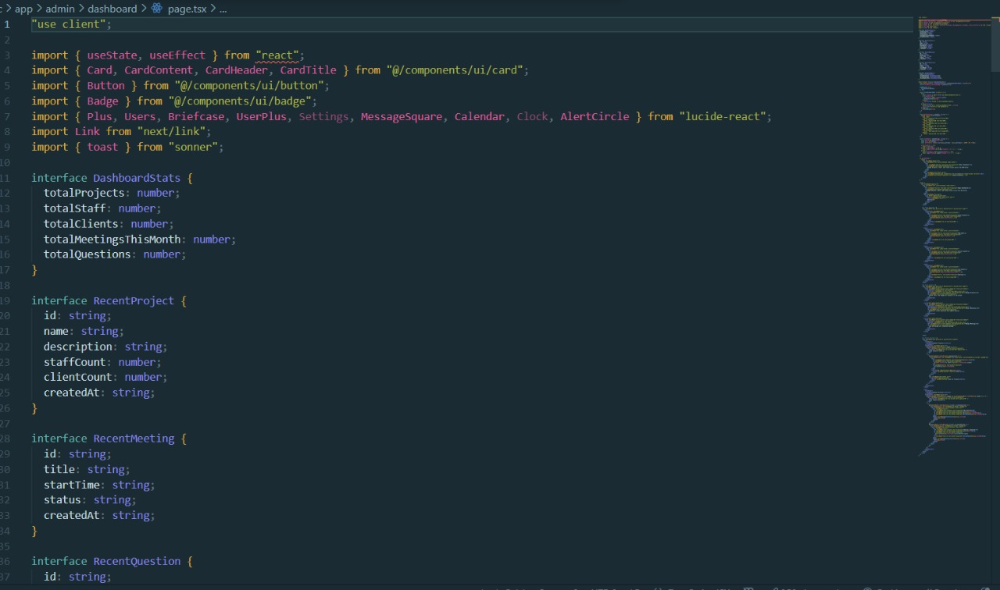 c > app > admin > dashboard > page.tsx > ...
1 "use client";
2
3 import { useState, useEffect } from "react";
4 import { Card, CardContent, CardHeader, CardTitle } from "@/components/ui/card";
5 import { Button } from "@/components/ui/button";
6 import { Badge } from "@/components/ui/badge";
7 import { Plus, Users, Briefcase, UserPlus, Settings, MessageSquare, Calendar, Clock, AlertCircle } from "lucide-react";
8 import Link from "next/link";
9 import { toast } from "sonner";
10
11 interface DashboardStats {
12 totalProjects: number;
13 totalStaff: number;
14 totalClients: number;
15 totalMeetingsThisMonth: number;
16 totalQuestions: number;
17 }
18
19 interface RecentProject {
20 id: string;
21 name: string;
22 description: string;
23 staffCount: number;
24 clientCount: number;
25 createdAt: string;
26 }
27
28 interface RecentMeeting {
29 id: string;
30 title: string;
31 startTime: string;
32 status: string;
33 createdAt: string;
34 }
35
36 interface RecentQuestion {
37 id: string;